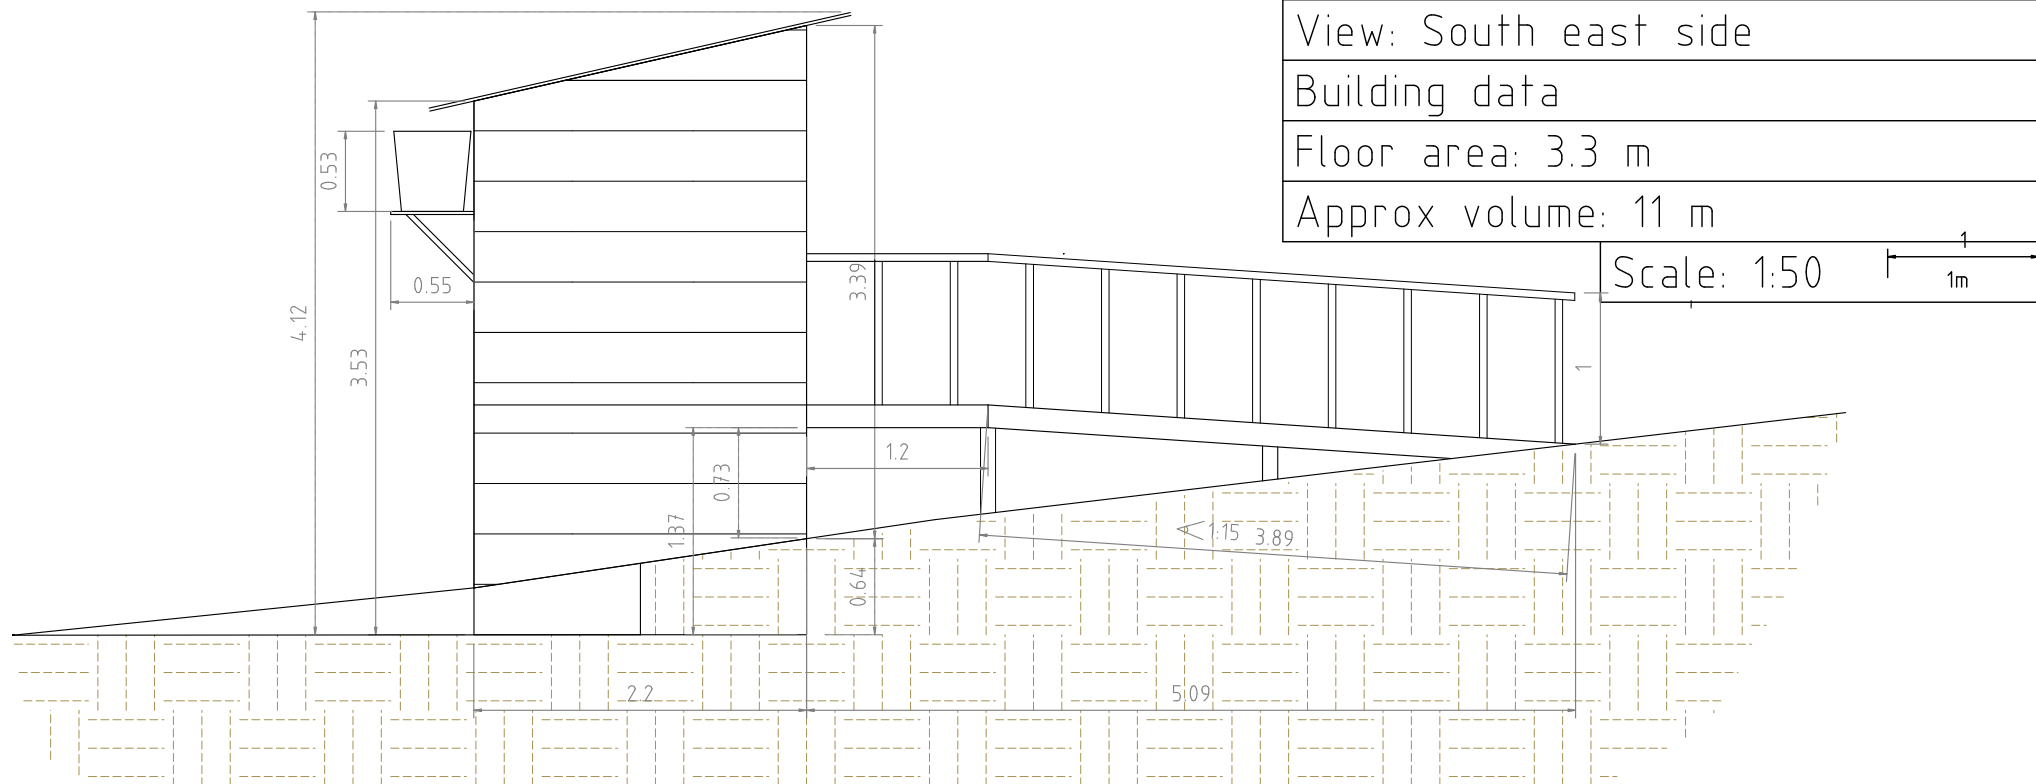 View: South east side
Building data
Floor area: 3.3 m
Approx volume: 11 m
Scale: 1:50
1
1m
4.12
3.53
0.53
0.55
3.39
1
1.2
0.73
1.37
0.64
1:15
3.89
2.2
5.09